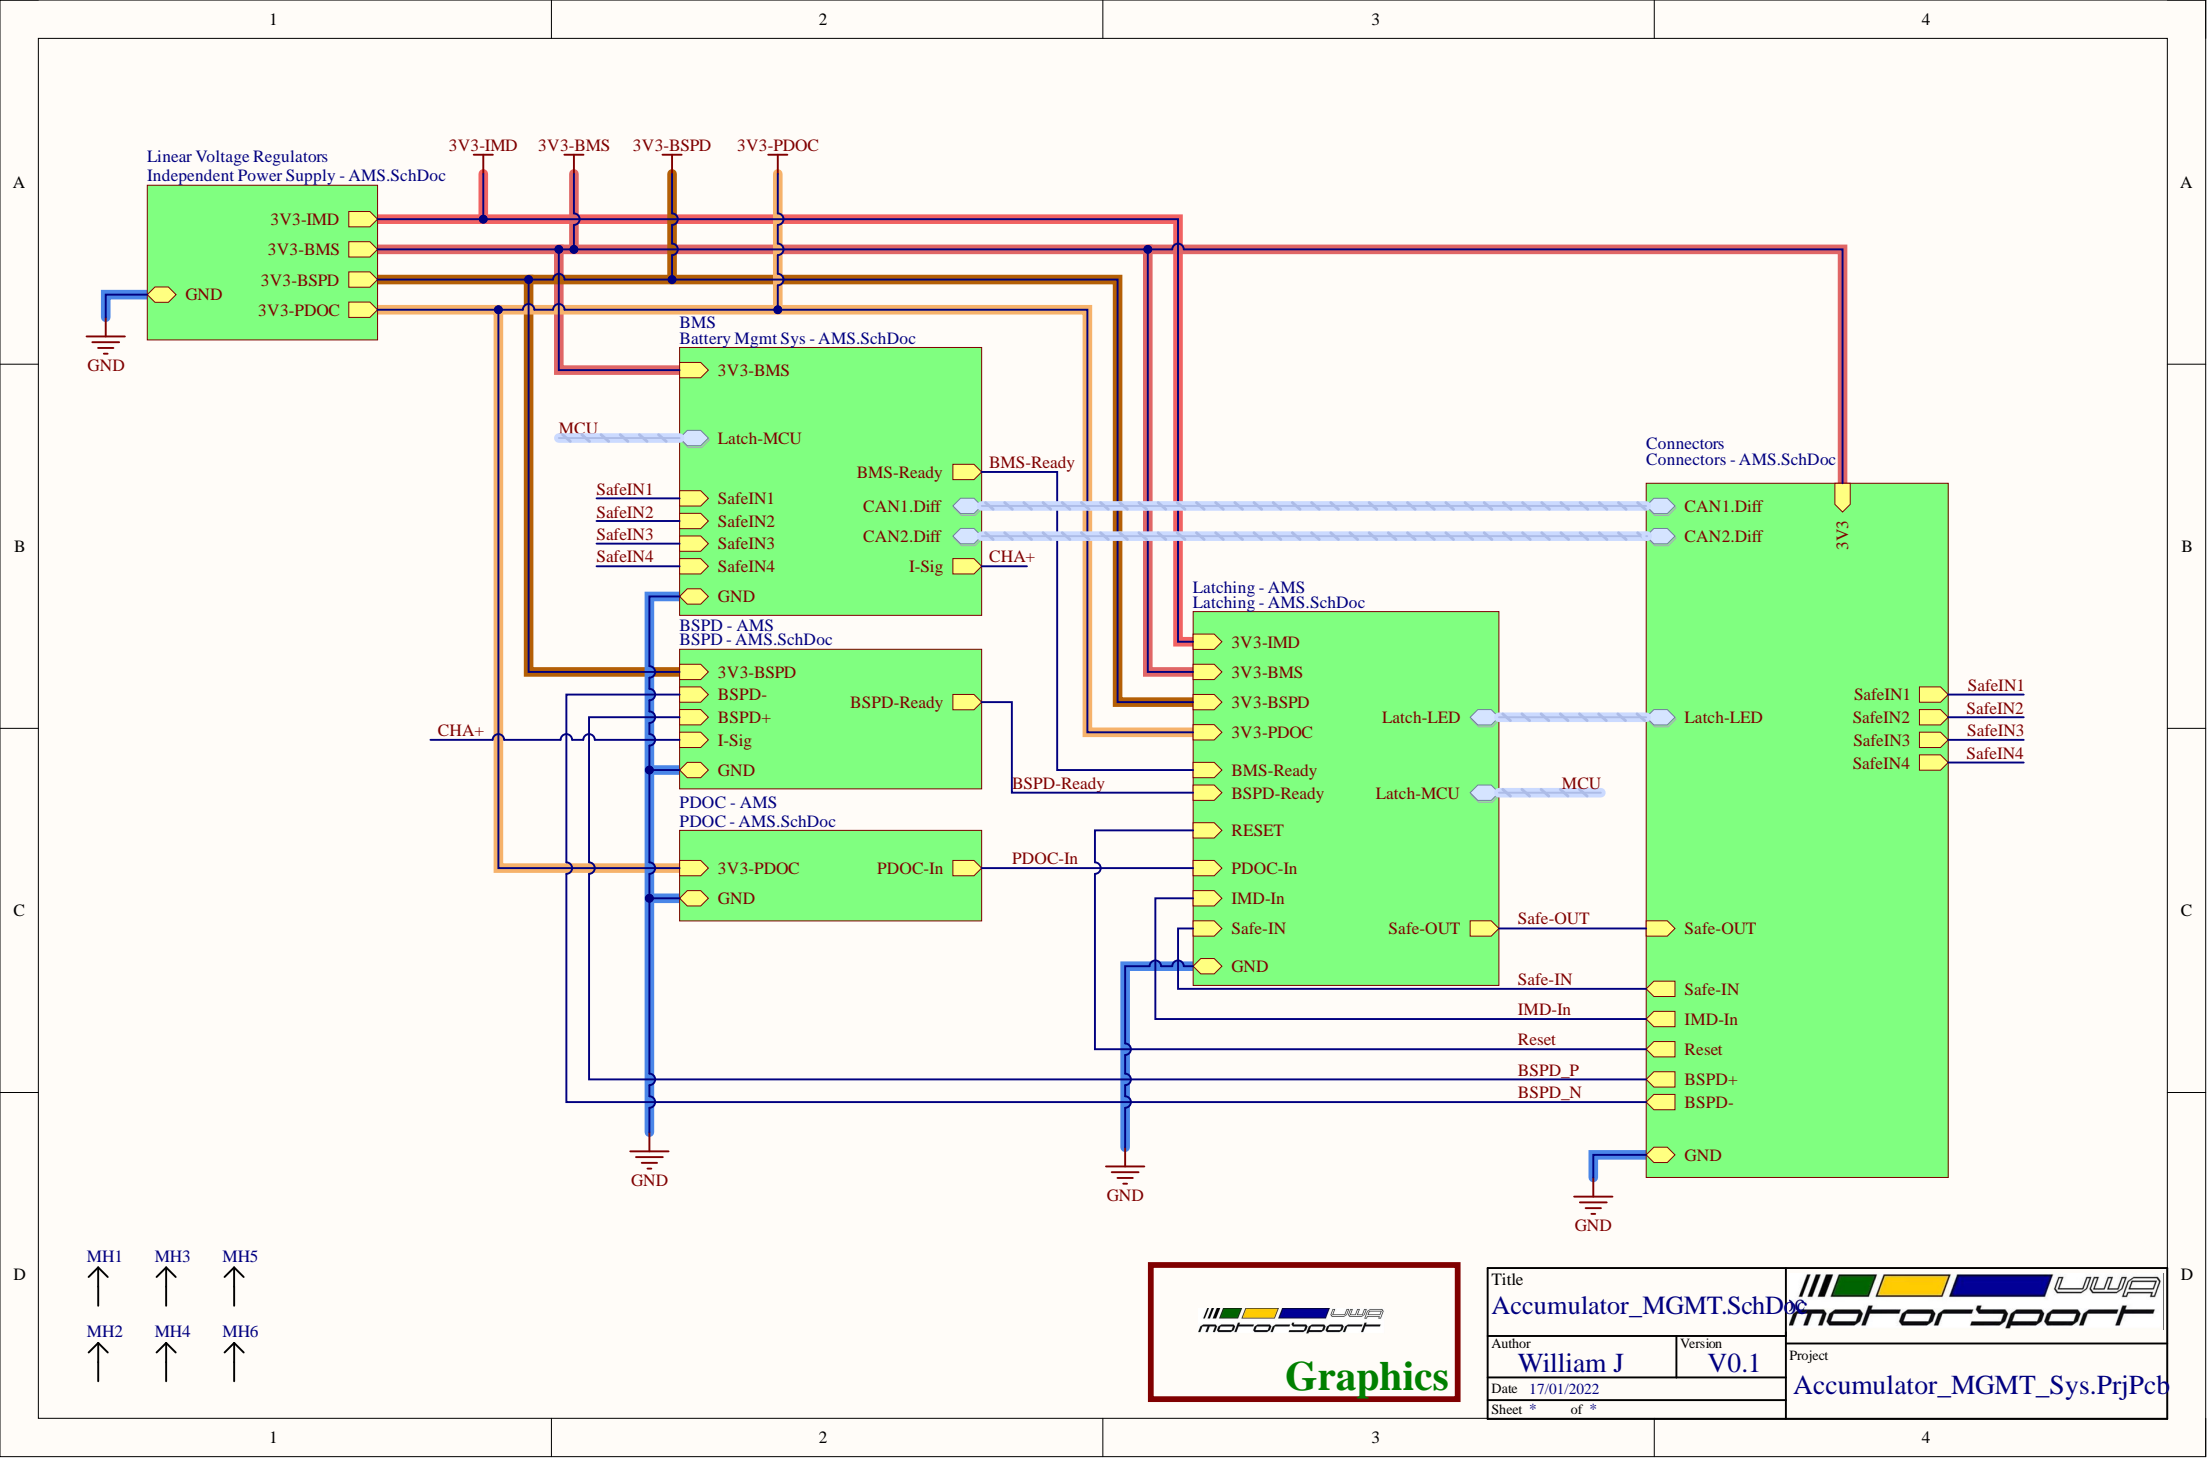 1 2 3 4
A A
B B
C C
D D
Linear Voltage Regulators
Independent Power Supply - AMS.SchDoc
3V3-IMD
3V3-BMS
3V3-BSPD
3V3-PDOC
GND
GND
3V3-IMD 3V3-BMS 3V3-BSPD 3V3-PDOC
BMS
Battery Mgmt Sys - AMS.SchDoc
3V3-BMS
MCU
Latch-MCU
BMS-Ready
BMS-Ready
CAN1.Diff
CAN2.Diff
SafeIN1 SafeIN1
SafeIN2 SafeIN2
SafeIN3 SafeIN3
SafeIN4 SafeIN4
I-Sig
CHA+
GND
BSPD - AMS
BSPD - AMS.SchDoc
3V3-BSPD
BSPD-
BSPD+
CHA+
I-Sig
GND
BSPD-Ready
BSPD-Ready
PDOC - AMS
PDOC - AMS.SchDoc
3V3-PDOC
PDOC-In
PDOC-In
GND
GND
Latching - AMS
Latching - AMS.SchDoc
3V3-IMD
3V3-BMS
3V3-BSPD
3V3-PDOC
BMS-Ready
BSPD-Ready
RESET
PDOC-In
IMD-In
Safe-IN
GND
Latch-LED
Latch-MCU
MCU
Safe-OUT
Safe-OUT
GND
Safe-IN
IMD-In
Reset
BSPD_P
BSPD_N
Connectors
Connectors - AMS.SchDoc
CAN1.Diff
CAN2.Diff
3V3
Latch-LED
SafeIN1 SafeIN1
SafeIN2 SafeIN2
SafeIN3 SafeIN3
SafeIN4 SafeIN4
Safe-OUT
Safe-IN
IMD-In
Reset
BSPD+
BSPD-
GND
GND
MH1 MH3 MH5
MH2 MH4 MH6
UWA
motorsport
Graphics
Title
Accumulator_MGMT.SchDoc
Author
William J
Version
V0.1
Date 17/01/2022
Sheet * of *
UWA
motorsport
Project
Accumulator_MGMT_Sys.PrjPcb
1 2 3 4